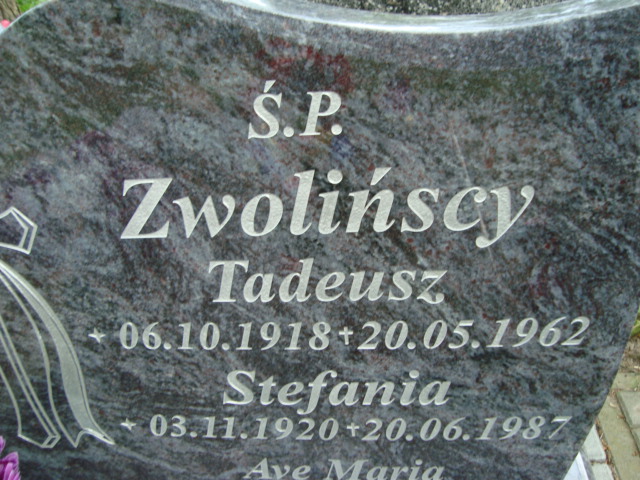 Ś.P.
Zwolińscy
Tadeusz
* 06.10.1918 † 20.05.1962
Stefania
* 03.11.1920 † 20.06.1987
Ave Maria